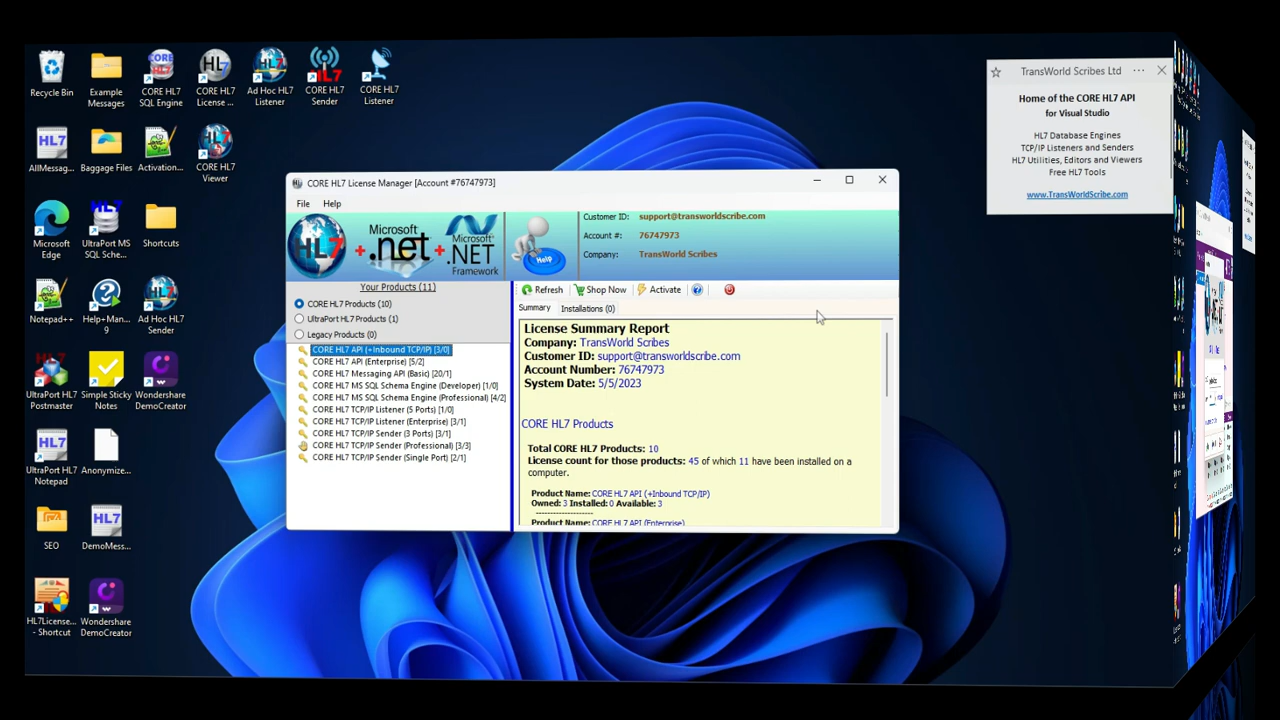 Recycle Bin
Example
Messages
CORE HL7
SQL Engine
HL7
CORE HL7
License ...
Ad Hoc HL7
Listener
CORE HL7
Sender
CORE HL7
Listener
HL7
AllMessag...
Baggage Files
Activation...
CORE HL7
Viewer
Microsoft
Edge
UltraPort MS
SQL Sche...
Shortcuts
Notepad++
Help+Man...
9
Ad Hoc HL7
Sender
UltraPort HL7
Postmaster
Simple Sticky
Notes
Wondershare
DemoCreator
HL7
UltraPort HL7
Notepad
Anonymize...
SEO
HL7
DemoMess...
HL7License...
- Shortcut
Wondershare
DemoCreator
CORE HL7 License Manager [Account #76747973]
File Help
HL7 + Microsoft .net + Microsoft .NET Framework
Help
Customer ID: support@transworldscribe.com
Account #: 76747973
Company: TransWorld Scribes
Your Products (11)
CORE HL7 Products (10)
UltraPort HL7 Products (1)
Legacy Products (0)
CORE HL7 API (+Inbound TCP/IP) [3/0]
CORE HL7 API (Enterprise) [5/2]
CORE HL7 Messaging API (Basic) [20/1]
CORE HL7 MS SQL Schema Engine (Developer) [1/0]
CORE HL7 MS SQL Schema Engine (Professional) [4/2]
CORE HL7 TCP/IP Listener (5 Ports) [1/0]
CORE HL7 TCP/IP Listener (Enterprise) [3/1]
CORE HL7 TCP/IP Sender (3 Ports) [3/1]
CORE HL7 TCP/IP Sender (Professional) [3/3]
CORE HL7 TCP/IP Sender (Single Port) [2/1]
Refresh Shop Now Activate
Summary Installations (0)
License Summary Report
Company: TransWorld Scribes
Customer ID: support@transworldscribe.com
Account Number: 76747973
System Date: 5/5/2023
CORE HL7 Products
Total CORE HL7 Products: 10
License count for those products: 45 of which 11 have been installed on a
computer.
Product Name: CORE HL7 API (+Inbound TCP/IP)
Owned: 3 Installed: 0 Available: 3
--------------------
Product Name: CORE HL7 API (Enterprise)
TransWorld Scribes Ltd
Home of the CORE HL7 API
for Visual Studio
HL7 Database Engines
TCP/IP Listeners and Senders
HL7 Utilities, Editors and Viewers
Free HL7 Tools
www.TransWorldScribe.com